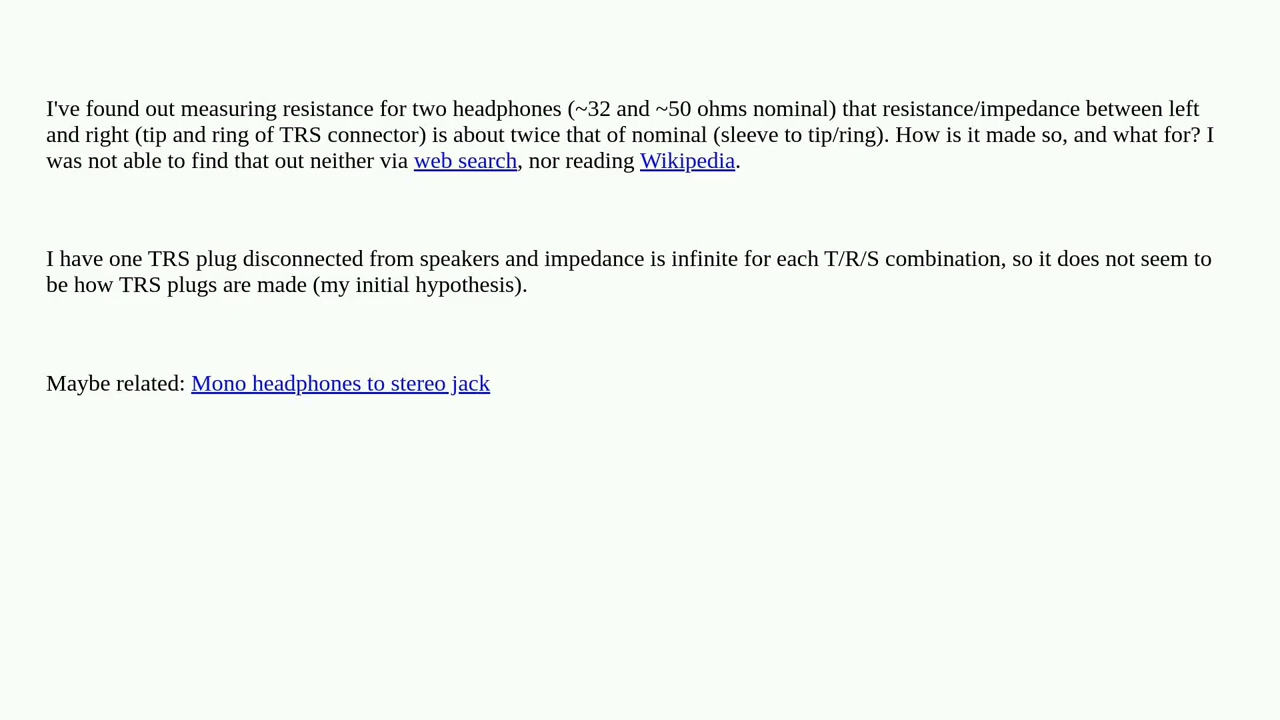 I've found out measuring resistance for two headphones (~32 and ~50 ohms nominal) that resistance/impedance between left
and right (tip and ring of TRS connector) is about twice that of nominal (sleeve to tip/ring). How is it made so, and what for? I
was not able to find that out neither via web search, nor reading Wikipedia.
I have one TRS plug disconnected from speakers and impedance is infinite for each T/R/S combination, so it does not seem to
be how TRS plugs are made (my initial hypothesis).
Maybe related: Mono headphones to stereo jack